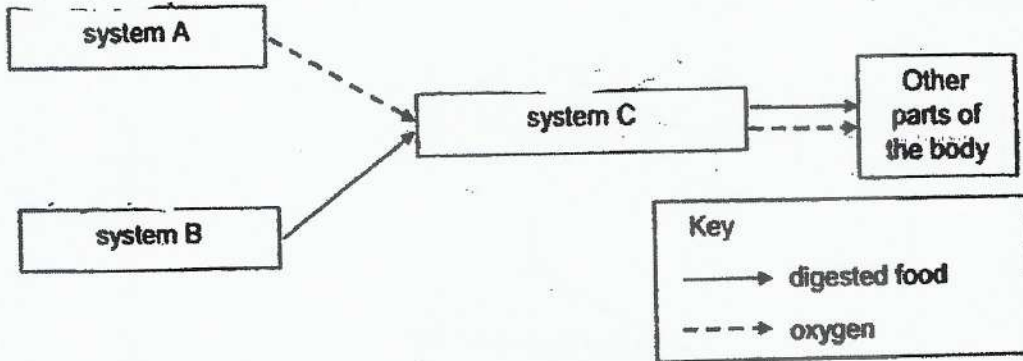 system A
system C
Other
parts of
the body
system B
Key
digested food
oxygen